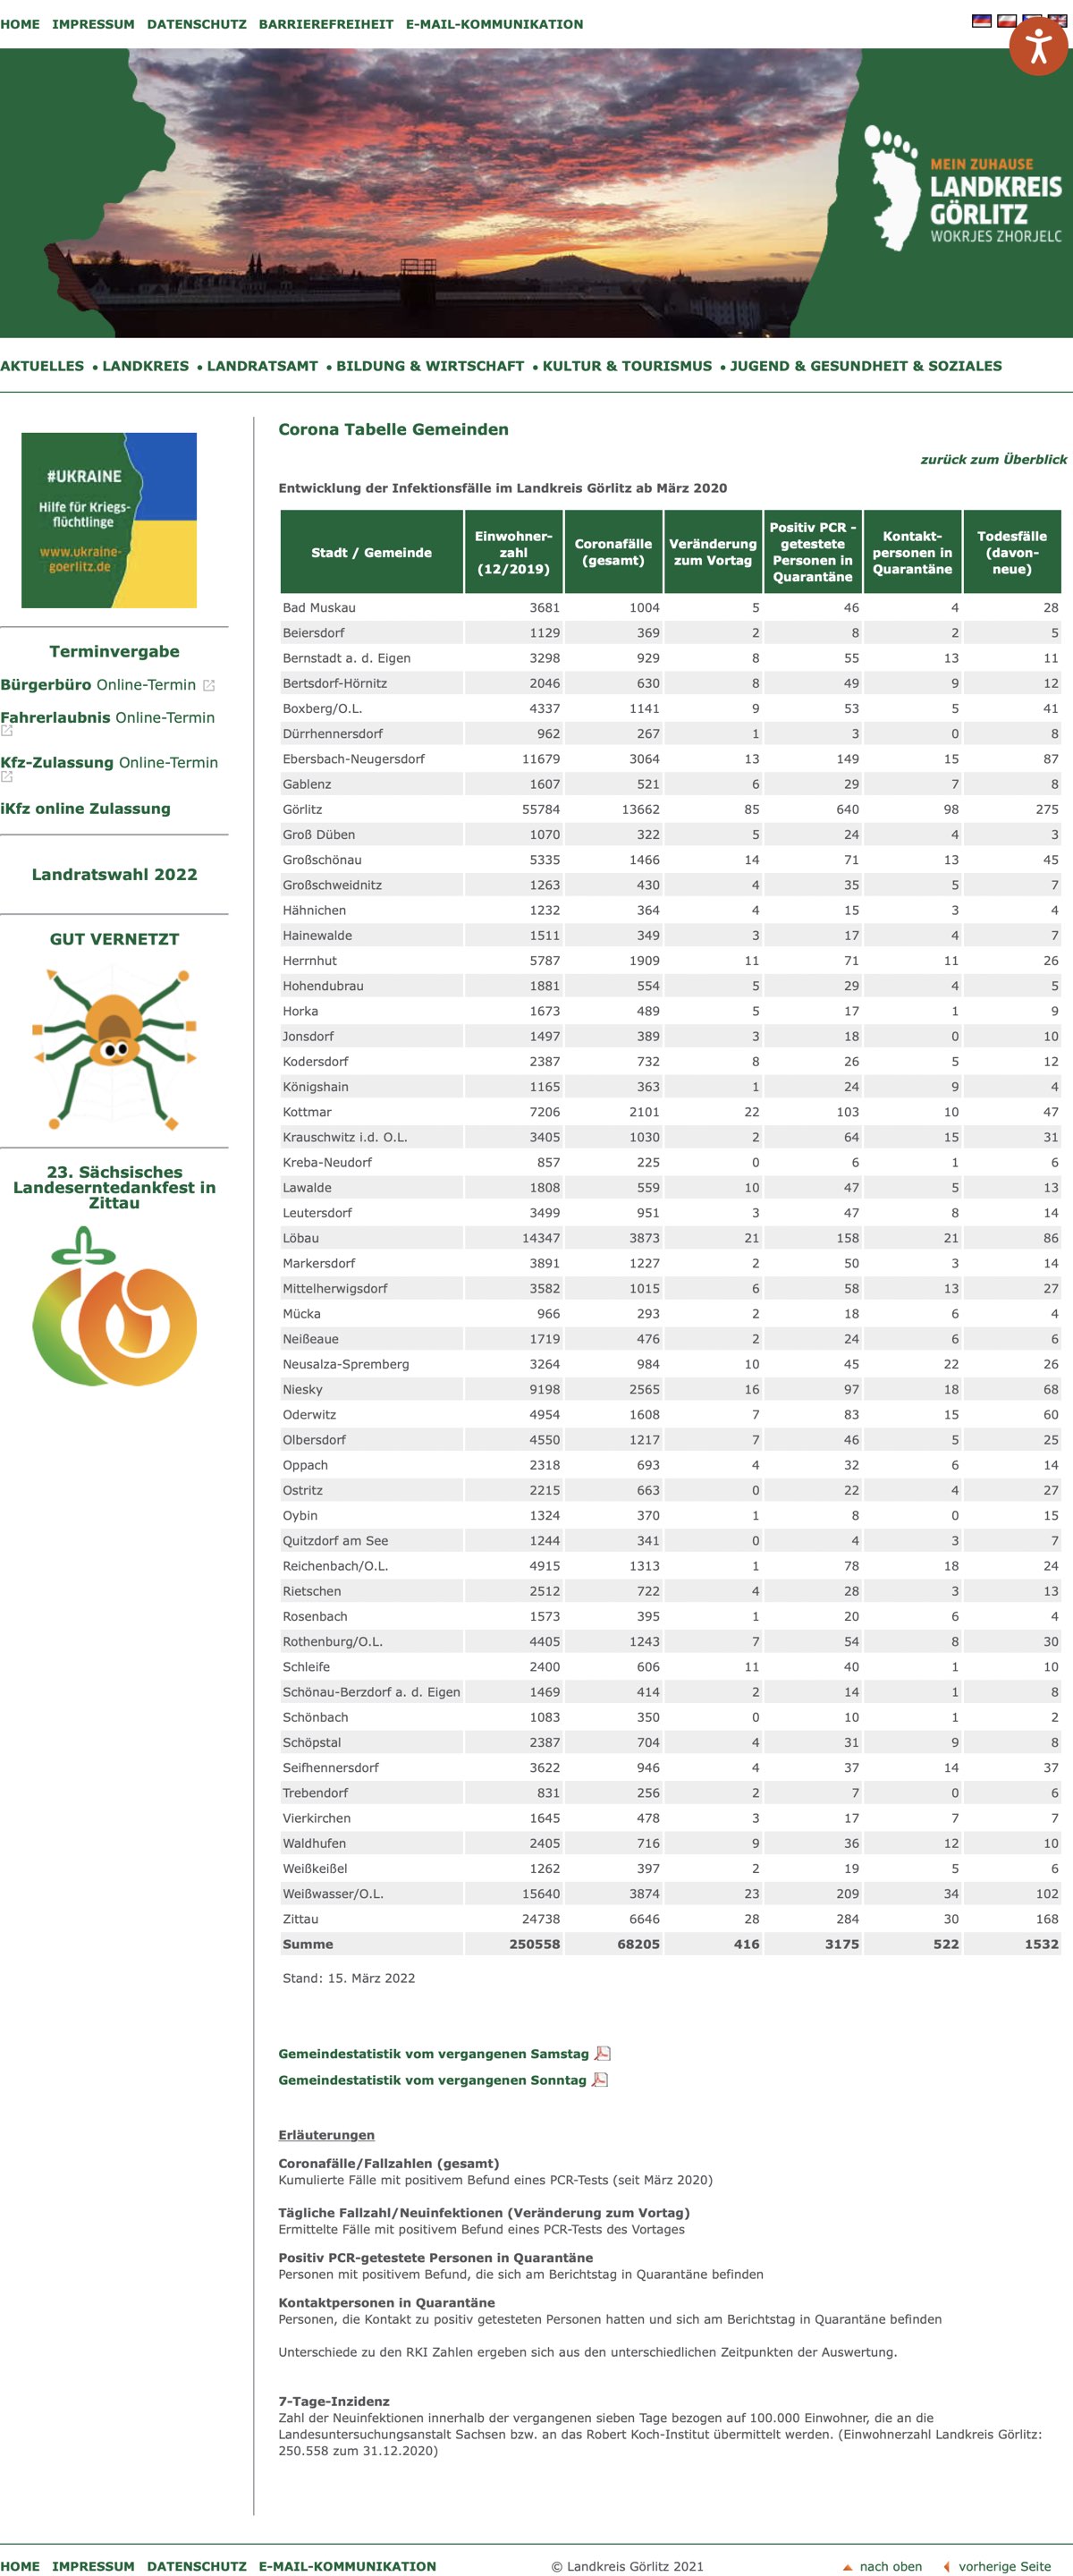 HOME IMPRESSUM DATENSCHUTZ BARRIEREFREIHEIT E-MAIL-KOMMUNIKATION
MEIN ZUHAUSE
LANDKREIS
GÖRLITZ
WOKRJES ZHORJELC
AKTUELLES • LANDKREIS • LANDRATSAMT • BILDUNG & WIRTSCHAFT • KULTUR & TOURISMUS • JUGEND & GESUNDHEIT & SOZIALES
#UKRAINE
Hilfe für Kriegs-
flüchtlinge
www.ukraine-
goerlitz.de
Terminvergabe
Bürgerbüro Online-Termin
Fahrerlaubnis Online-Termin
Kfz-Zulassung Online-Termin
iKfz online Zulassung
Landratswahl 2022
GUT VERNETZT
23. Sächsisches
Landeserntedankfest in
Zittau
Corona Tabelle Gemeinden
zurück zum Überblick
Entwicklung der Infektionsfälle im Landkreis Görlitz ab März 2020
Stadt / Gemeinde Einwohner-zahl (12/2019) Coronafälle (gesamt) Veränderung zum Vortag Positiv PCR - getestete Personen in Quarantäne Kontakt-personen in Quarantäne Todesfälle (davon-neue)
Bad Muskau 3681 1004 5 46 4 28
Beiersdorf 1129 369 2 8 2 5
Bernstadt a. d. Eigen 3298 929 8 55 13 11
Bertsdorf-Hörnitz 2046 630 8 49 9 12
Boxberg/O.L. 4337 1141 9 53 5 41
Dürrhennersdorf 962 267 1 3 0 8
Ebersbach-Neugersdorf 11679 3064 13 149 15 87
Gablenz 1607 521 6 29 7 8
Görlitz 55784 13662 85 640 98 275
Groß Düben 1070 322 5 24 4 3
Großschönau 5335 1466 14 71 13 45
Großschweidnitz 1263 430 4 35 5 7
Hähnichen 1232 364 4 15 3 4
Hainewalde 1511 349 3 17 4 7
Herrnhut 5787 1909 11 71 11 26
Hohendubrau 1881 554 5 29 4 5
Horka 1673 489 5 17 1 9
Jonsdorf 1497 389 3 18 0 10
Kodersdorf 2387 732 8 26 5 12
Königshain 1165 363 1 24 9 4
Kottmar 7206 2101 22 103 10 47
Krauschwitz i.d. O.L. 3405 1030 2 64 15 31
Kreba-Neudorf 857 225 0 6 1 6
Lawalde 1808 559 10 47 5 13
Leutersdorf 3499 951 3 47 8 14
Löbau 14347 3873 21 158 21 86
Markersdorf 3891 1227 2 50 3 14
Mittelherwigsdorf 3582 1015 6 58 13 27
Mücka 966 293 2 18 6 4
Neißeaue 1719 476 2 24 6 6
Neusalza-Spremberg 3264 984 10 45 22 26
Niesky 9198 2565 16 97 18 68
Oderwitz 4954 1608 7 83 15 60
Olbersdorf 4550 1217 7 46 5 25
Oppach 2318 693 4 32 6 14
Ostritz 2215 663 0 22 4 27
Oybin 1324 370 1 8 0 15
Quitzdorf am See 1244 341 0 4 3 7
Reichenbach/O.L. 4915 1313 1 78 18 24
Rietschen 2512 722 4 28 3 13
Rosenbach 1573 395 1 20 6 4
Rothenburg/O.L. 4405 1243 7 54 8 30
Schleife 2400 606 11 40 1 10
Schönau-Berzdorf a. d. Eigen 1469 414 2 14 1 8
Schönbach 1083 350 0 10 1 2
Schöpstal 2387 704 4 31 9 8
Seifhennersdorf 3622 946 4 37 14 37
Trebendorf 831 256 2 7 0 6
Vierkirchen 1645 478 3 17 7 7
Waldhufen 2405 716 9 36 12 10
Weißkeißel 1262 397 2 19 5 6
Weißwasser/O.L. 15640 3874 23 209 34 102
Zittau 24738 6646 28 284 30 168
Summe 250558 68205 416 3175 522 1532
Stand: 15. März 2022
Gemeindestatistik vom vergangenen Samstag
Gemeindestatistik vom vergangenen Sonntag
Erläuterungen
Coronafälle/Fallzahlen (gesamt)
Kumulierte Fälle mit positivem Befund eines PCR-Tests (seit März 2020)
Tägliche Fallzahl/Neuinfektionen (Veränderung zum Vortag)
Ermittelte Fälle mit positivem Befund eines PCR-Tests des Vortages
Positiv PCR-getestete Personen in Quarantäne
Personen mit positivem Befund, die sich am Berichtstag in Quarantäne befinden
Kontaktpersonen in Quarantäne
Personen, die Kontakt zu positiv getesteten Personen hatten und sich am Berichtstag in Quarantäne befinden
Unterschiede zu den RKI Zahlen ergeben sich aus den unterschiedlichen Zeitpunkten der Auswertung.
7-Tage-Inzidenz
Zahl der Neuinfektionen innerhalb der vergangenen sieben Tage bezogen auf 100.000 Einwohner, die an die
Landesuntersuchungsanstalt Sachsen bzw. an das Robert Koch-Institut übermittelt werden. (Einwohnerzahl Landkreis Görlitz:
250.558 zum 31.12.2020)
HOME IMPRESSUM DATENSCHUTZ E-MAIL-KOMMUNIKATION © Landkreis Görlitz 2021 nach oben vorherige Seite